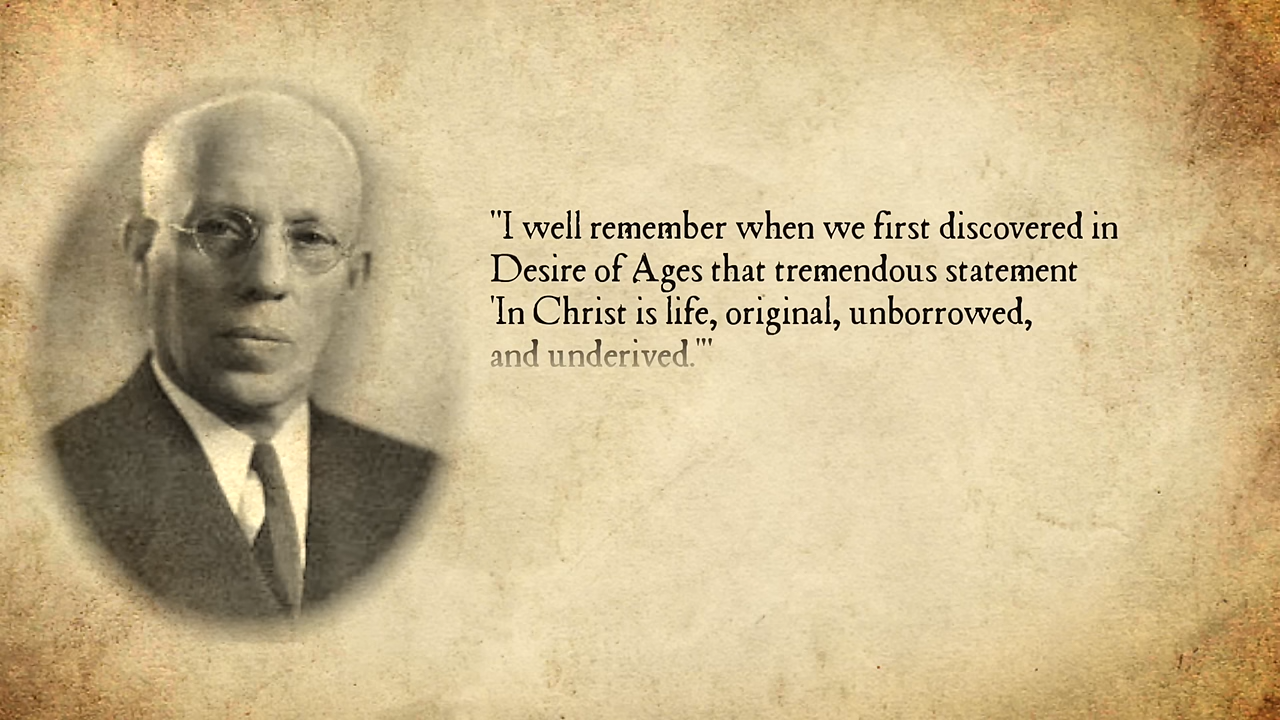 "I well remember when we first discovered in
Desire of Ages that tremendous statement
'In Christ is life, original, unborrowed,
and underived.'"